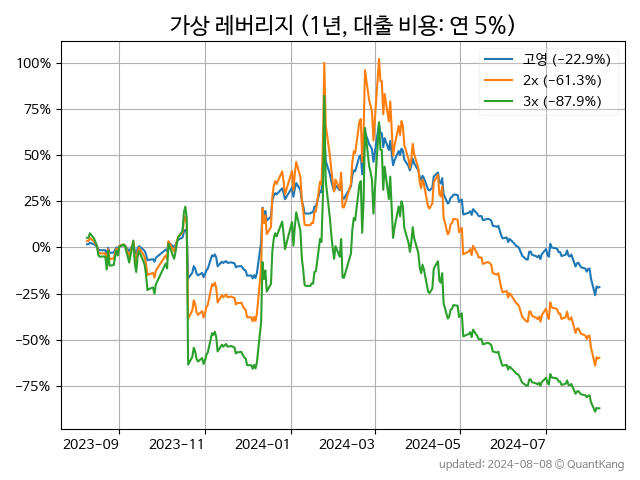 가상 레버리지 (1년, 대출 비용: 연 5%)
고영 (−22.9%)
2x (−61.3%)
3x (−87.9%)
100%
75%
50%
25%
0%
−25%
−50%
−75%
2023-09 2023-11 2024-01 2024-03 2024-05 2024-07
updated: 2024-08-08 © QuantKang